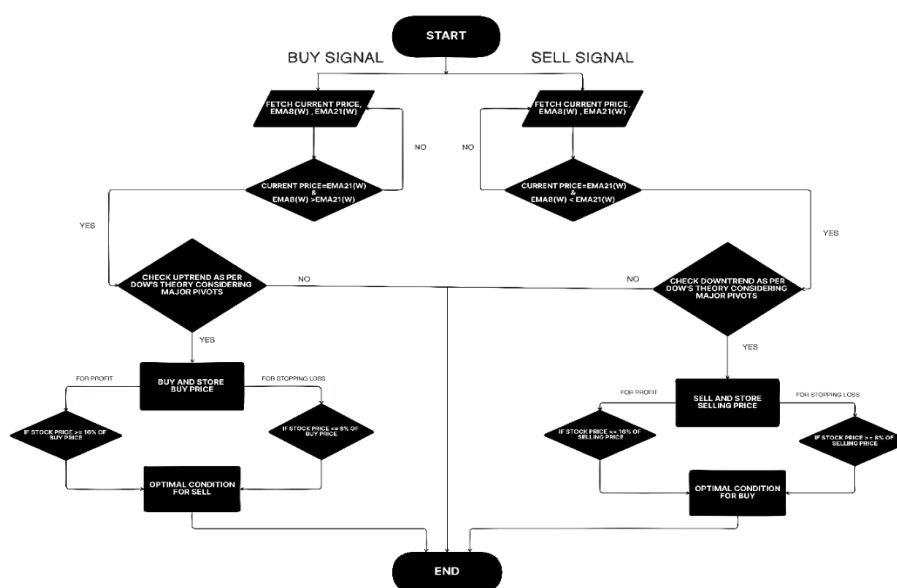 START
BUY SIGNAL
SELL SIGNAL
FETCH CURRENT PRICE,
EMA8(W) , EMA21(W)
FETCH CURRENT PRICE,
EMA8(W) , EMA21(W)
NO
NO
CURRENT PRICE=EMA21(W)
&
EMA8(W) >EMA21(W)
CURRENT PRICE=EMA21(W)
&
EMA8(W) < EMA21(W)
YES
YES
CHECK UPTREND AS PER
DOW'S THEORY CONSIDERING
MAJOR PIVOTS
NO
NO
CHECK DOWNTREND AS PER
DOW'S THEORY CONSIDERING
MAJOR PIVOTS
YES
YES
FOR PROFIT
BUY AND STORE
BUY PRICE
FOR STOPPING LOSS
FOR PROFIT
SELL AND STORE
SELLING PRICE
FOR STOPPING LOSS
IF STOCK PRICE >= 16% OF
BUY PRICE
IF STOCK PRICE <= 8% OF
BUY PRICE
IF STOCK PRICE <= 16% OF
SELLING PRICE
IF STOCK PRICE >= 8% OF
SELLING PRICE
OPTIMAL CONDITION
FOR SELL
OPTIMAL CONDITION
FOR BUY
END